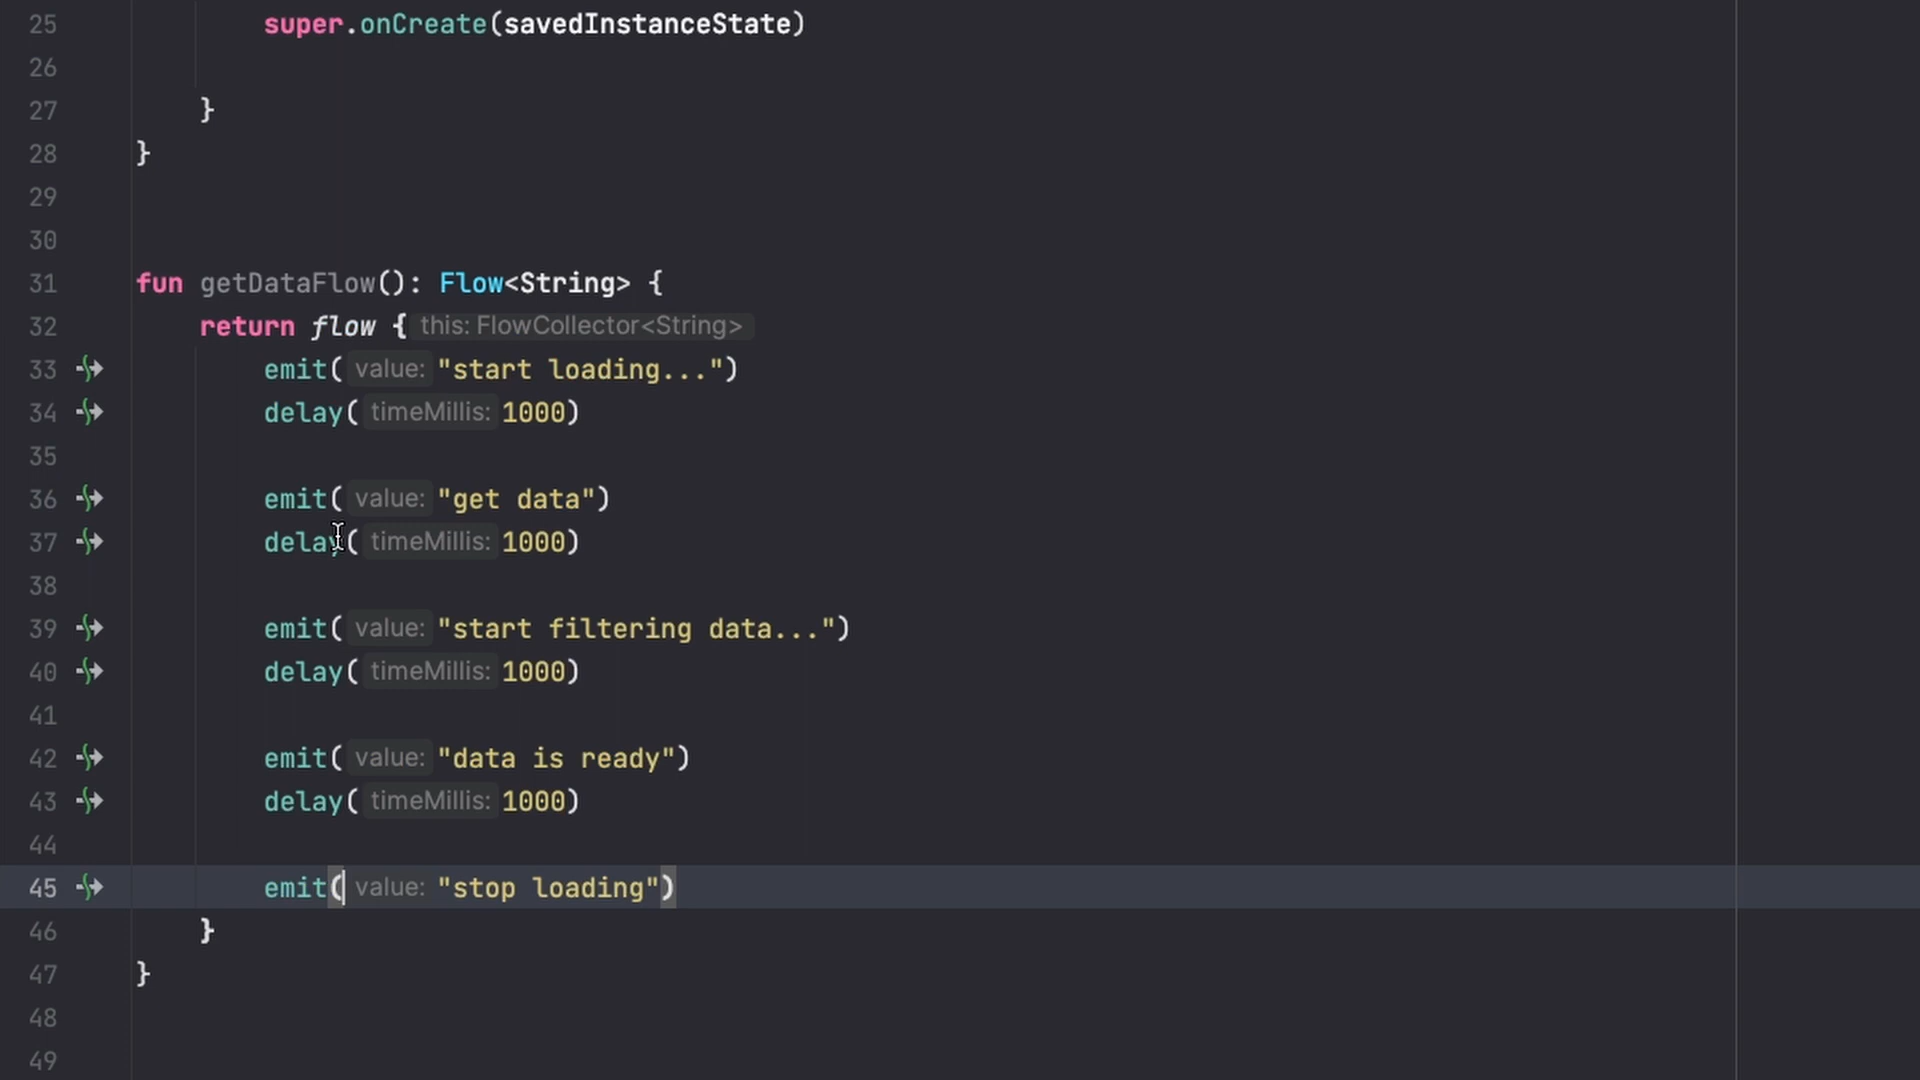 25 super.onCreate(savedInstanceState)
26
27 }
28 }
29
30
31 fun getDataFlow(): Flow<String> {
32 return flow { this: FlowCollector<String>
33 emit( value: "start loading...")
34 delay( timeMillis: 1000)
35
36 emit( value: "get data")
37 delay( timeMillis: 1000)
38
39 emit( value: "start filtering data...")
40 delay( timeMillis: 1000)
41
42 emit( value: "data is ready")
43 delay( timeMillis: 1000)
44
45 emit( value: "stop loading")
46 }
47 }
48
49